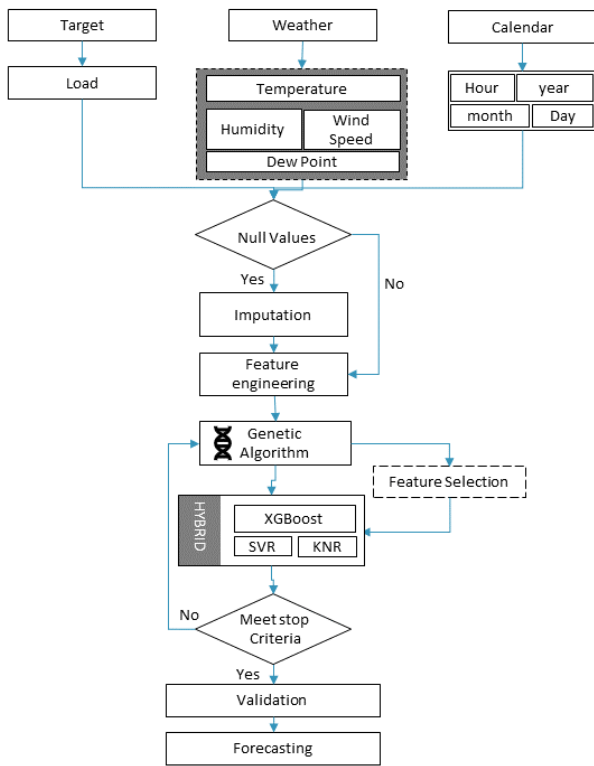 Target
Weather
Calendar
Load
Temperature
Humidity
Wind
Speed
Dew Point
Hour
year
month
Day
Null Values
Yes
No
Imputation
Feature
engineering
Genetic
Algorithm
Feature Selection
HYBRID
XGBoost
SVR
KNR
No
Meet stop
Criteria
Yes
Validation
Forecasting